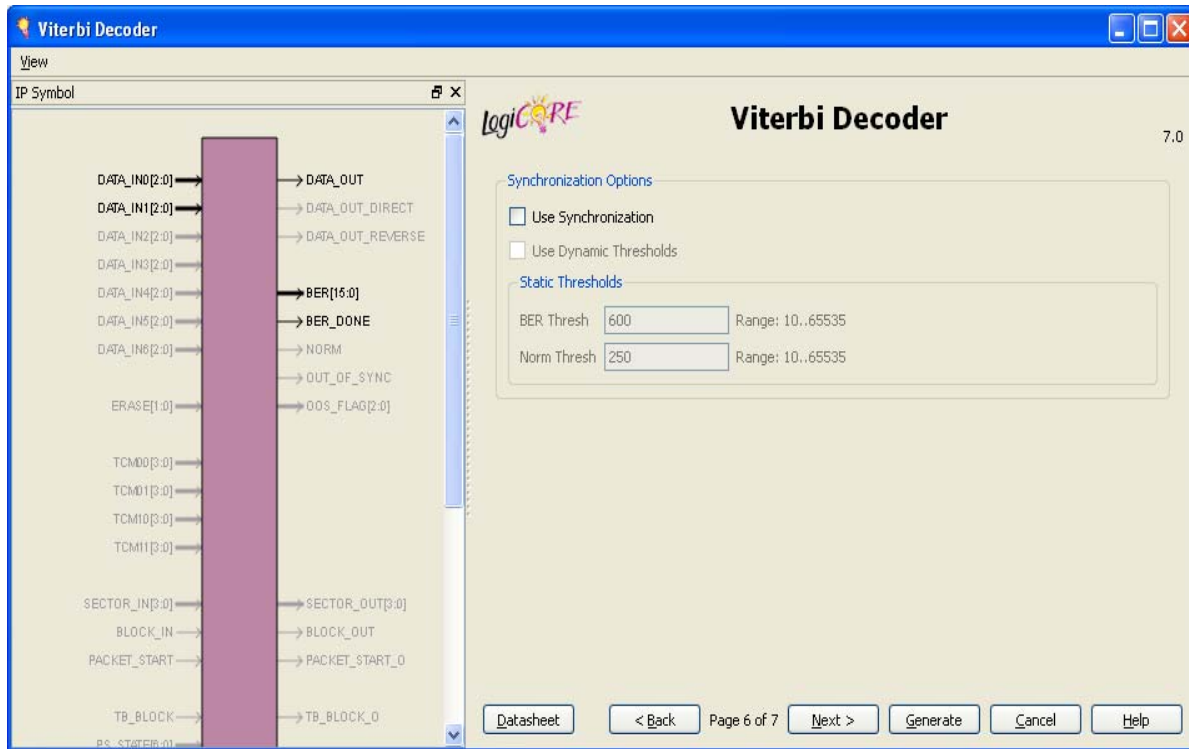 Viterbi Decoder
View
IP Symbol
DATA_IN0[2:0]
DATA_OUT
DATA_IN1[2:0]
DATA_OUT_DIRECT
DATA_IN2[2:0]
DATA_OUT_REVERSE
DATA_IN3[2:0]
DATA_IN4[2:0]
BER[15:0]
DATA_IN5[2:0]
BER_DONE
DATA_IN6[2:0]
NORM
OUT_OF_SYNC
ERASE[1:0]
OOS_FLAG[2:0]
TCM00[3:0]
TCM01[3:0]
TCM10[3:0]
TCM11[3:0]
SECTOR_IN[3:0]
SECTOR_OUT[3:0]
BLOCK_IN
BLOCK_OUT
PACKET_START
PACKET_START_O
TB_BLOCK
TB_BLOCK_O
PS_STATE[6:0]
LogiCORE
Viterbi Decoder
7.0
Synchronization Options
Use Synchronization
Use Dynamic Thresholds
Static Thresholds
BER Thresh 600 Range: 10..65535
Norm Thresh 250 Range: 10..65535
Datasheet < Back Page 6 of 7 Next > Generate Cancel Help